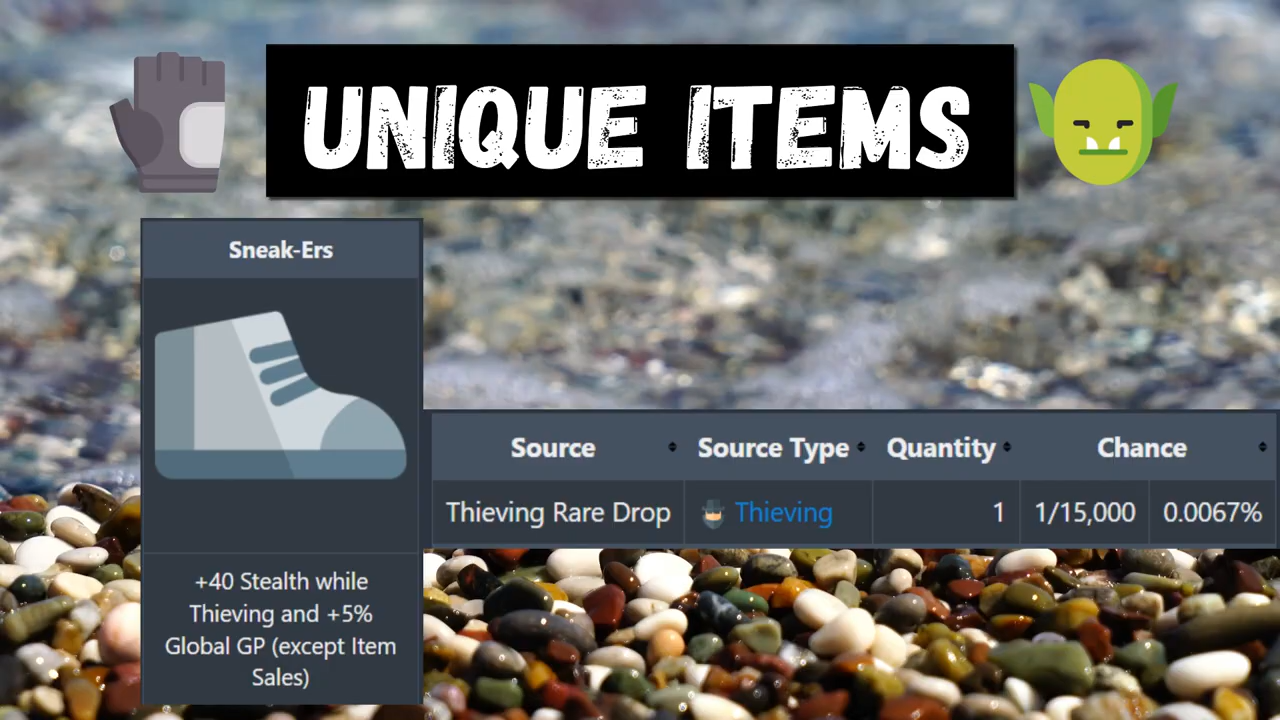 UNIQUE ITEMS
Sneak-Ers
+40 Stealth while
Thieving and +5%
Global GP (except Item
Sales)
Source Source Type Quantity Chance
Thieving Rare Drop Thieving 1 1/15,000 0.0067%